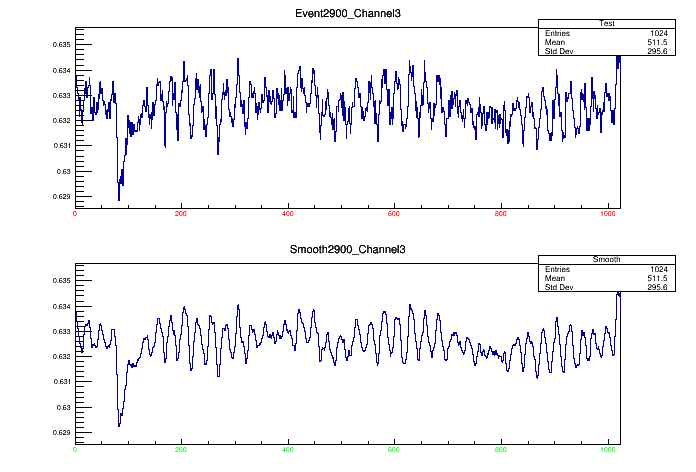 Event2900_Channel3
Test
Entries 1024
Mean 511.5
Std Dev 295.6
0.635
0.634
0.633
0.632
0.631
0.63
0.629
0 200 400 600 800 1000
Smooth2900_Channel3
Smooth
Entries 1024
Mean 511.5
Std Dev 295.6
0.635
0.634
0.633
0.632
0.631
0.63
0.629
0 200 400 600 800 1000